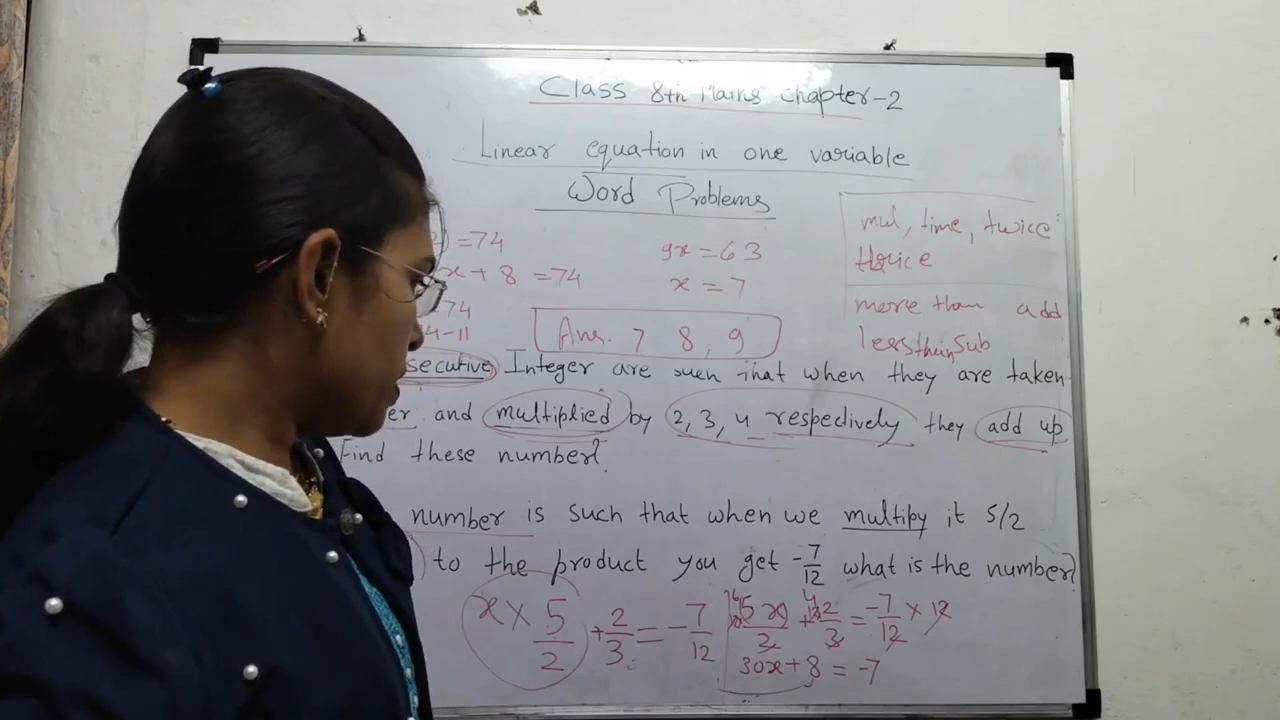 Class 8th Maths Chapter-2
Linear equation in one variable
Word Problems
2) = 74
x + 8 = 74
74
4-11
9x = 63
x = 7
Ans. 7 8, 9
mul, time, twice
thrice
more than add
less than sub
secutive Integer are such that when they are taken
er and multiplied by 2, 3, 4 respectively they add up
Find these number?
number is such that when we multipy it 5/2
to the product you get -7/12 what is the number?
x × 5/2 + 2/3 = -7/12
= -7/12 × 12
30x + 8 = -7